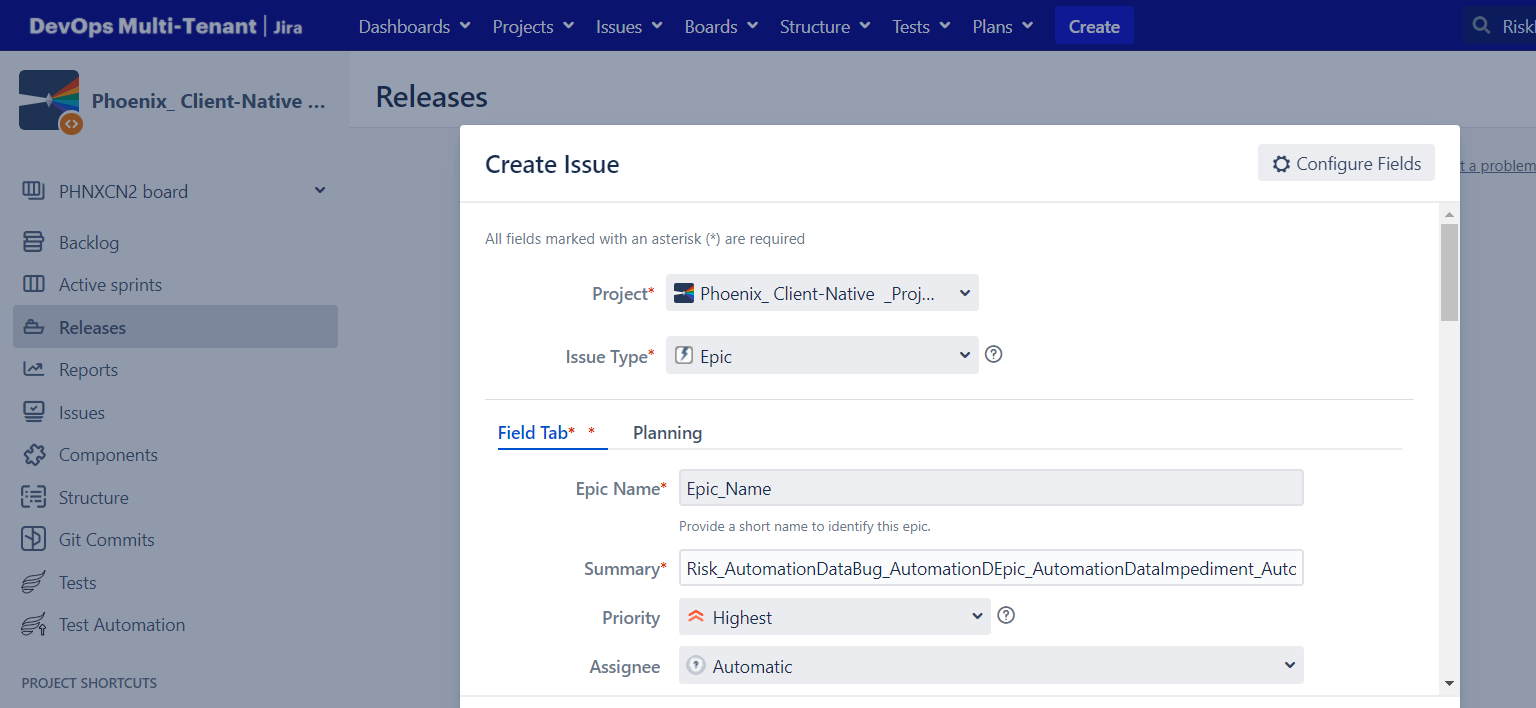 DevOps Multi-Tenant | Jira Dashboards Projects Issues Boards Structure Tests Plans Create
Phoenix_ Client-Native ...
Releases
Create Issue
Configure Fields
t a problem
PHNXCN2 board
Backlog
Active sprints
Releases
Reports
Issues
Components
Structure
Git Commits
Tests
Test Automation
PROJECT SHORTCUTS
All fields marked with an asterisk (*) are required
Project* Phoenix_ Client-Native _Proj...
Issue Type* Epic
Field Tab* * Planning
Epic Name* Epic_Name
Provide a short name to identify this epic.
Summary* Risk_AutomationDataBug_AutomationDEpic_AutomationDataImpediment_Autc
Priority Highest
Assignee Automatic